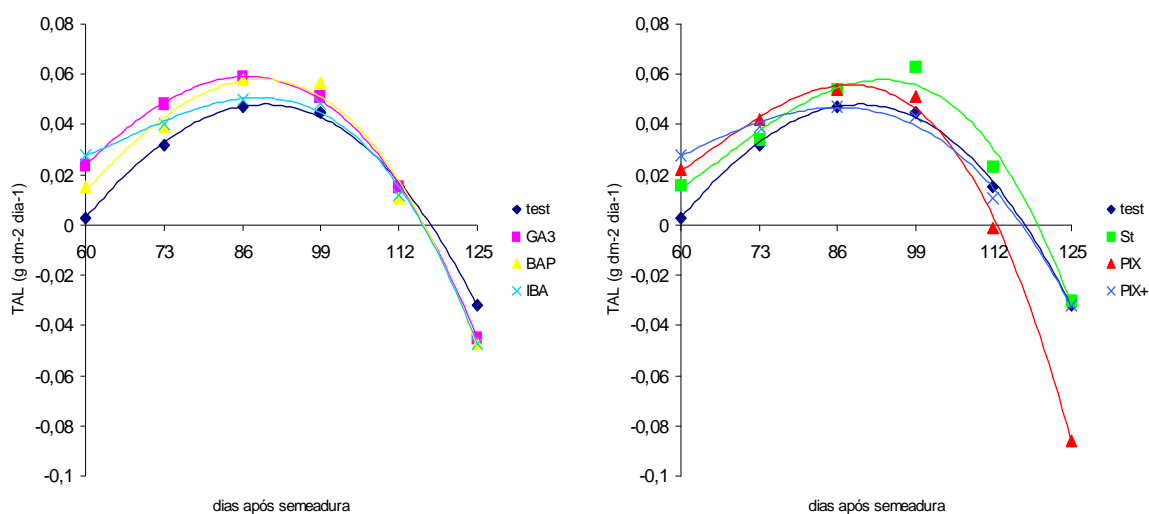 0,08
0,06
0,04
0,02
0
-0,02
-0,04
-0,06
-0,08
-0,1
TAL (g dm-2 dia-1)
60 73 86 99 112 125
dias após semeadura
test
GA3
BAP
IBA
0,08
0,06
0,04
0,02
0
-0,02
-0,04
-0,06
-0,08
-0,1
TAL (g dm-2 dia-1)
60 73 86 99 112 125
dias após semeadura
test
St
PIX
PIX+